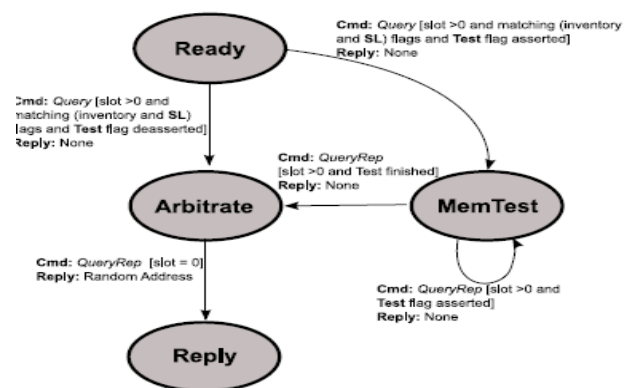 Ready
Cmd: Query [slot >0 and matching (inventory
and SL) flags and Test flag asserted]
Reply: None
Cmd: Query [slot >0 and
matching (inventory and SL)
flags and Test flag deasserted]
Reply: None
Cmd: QueryRep
[slot >0 and Test finished]
Reply: None
Arbitrate
MemTest
Cmd: QueryRep [slot = 0]
Reply: Random Address
Cmd: QueryRep [slot >0 and
Test flag asserted]
Reply: None
Reply